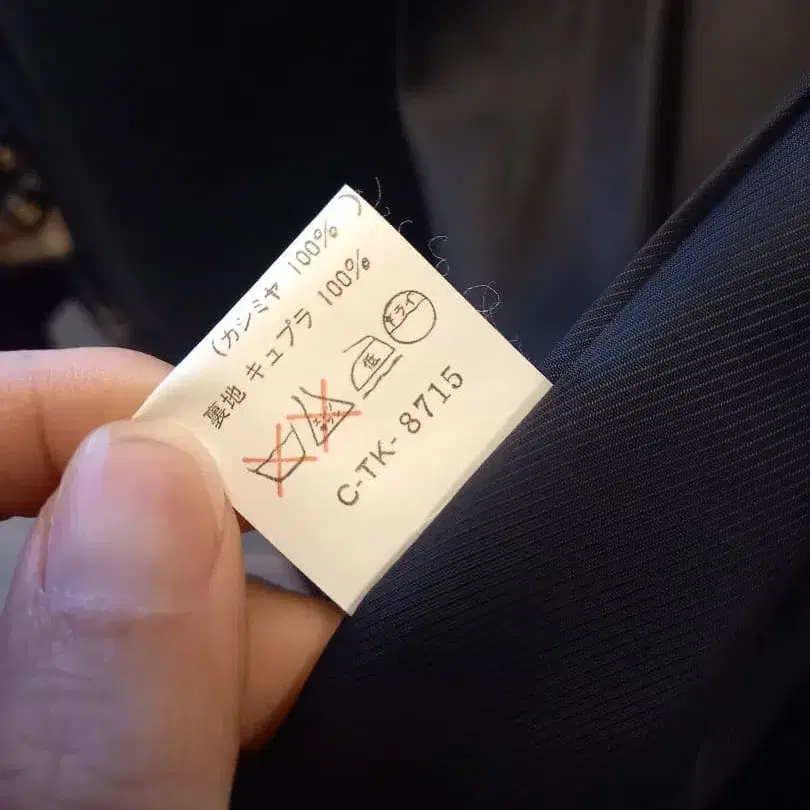 (カシミヤ 100%)
裏地 キュプラ 100%
低 ドライ
C-TK-8715